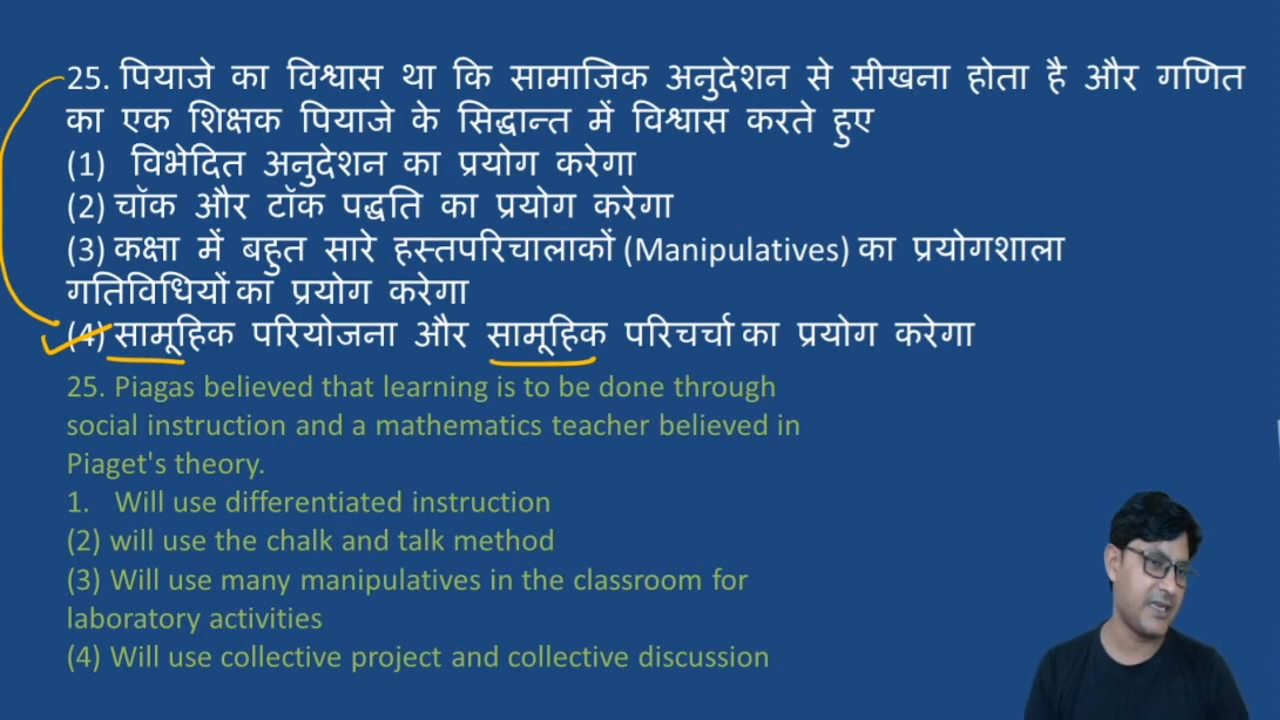 25. पियाजे का विश्वास था कि सामाजिक अनुदेशन से सीखना होता है और गणित
का एक शिक्षक पियाजे के सिद्धान्त में विश्वास करते हुए
(1) विभेदित अनुदेशन का प्रयोग करेगा
(2) चॉक और टॉक पद्धति का प्रयोग करेगा
(3) कक्षा में बहुत सारे हस्तपरिचालाकों (Manipulatives) का प्रयोगशाला
गतिविधियों का प्रयोग करेगा
(4) सामूहिक परियोजना और सामूहिक परिचर्चा का प्रयोग करेगा
25. Piagas believed that learning is to be done through
social instruction and a mathematics teacher believed in
Piaget's theory.
1. Will use differentiated instruction
(2) will use the chalk and talk method
(3) Will use many manipulatives in the classroom for
laboratory activities
(4) Will use collective project and collective discussion